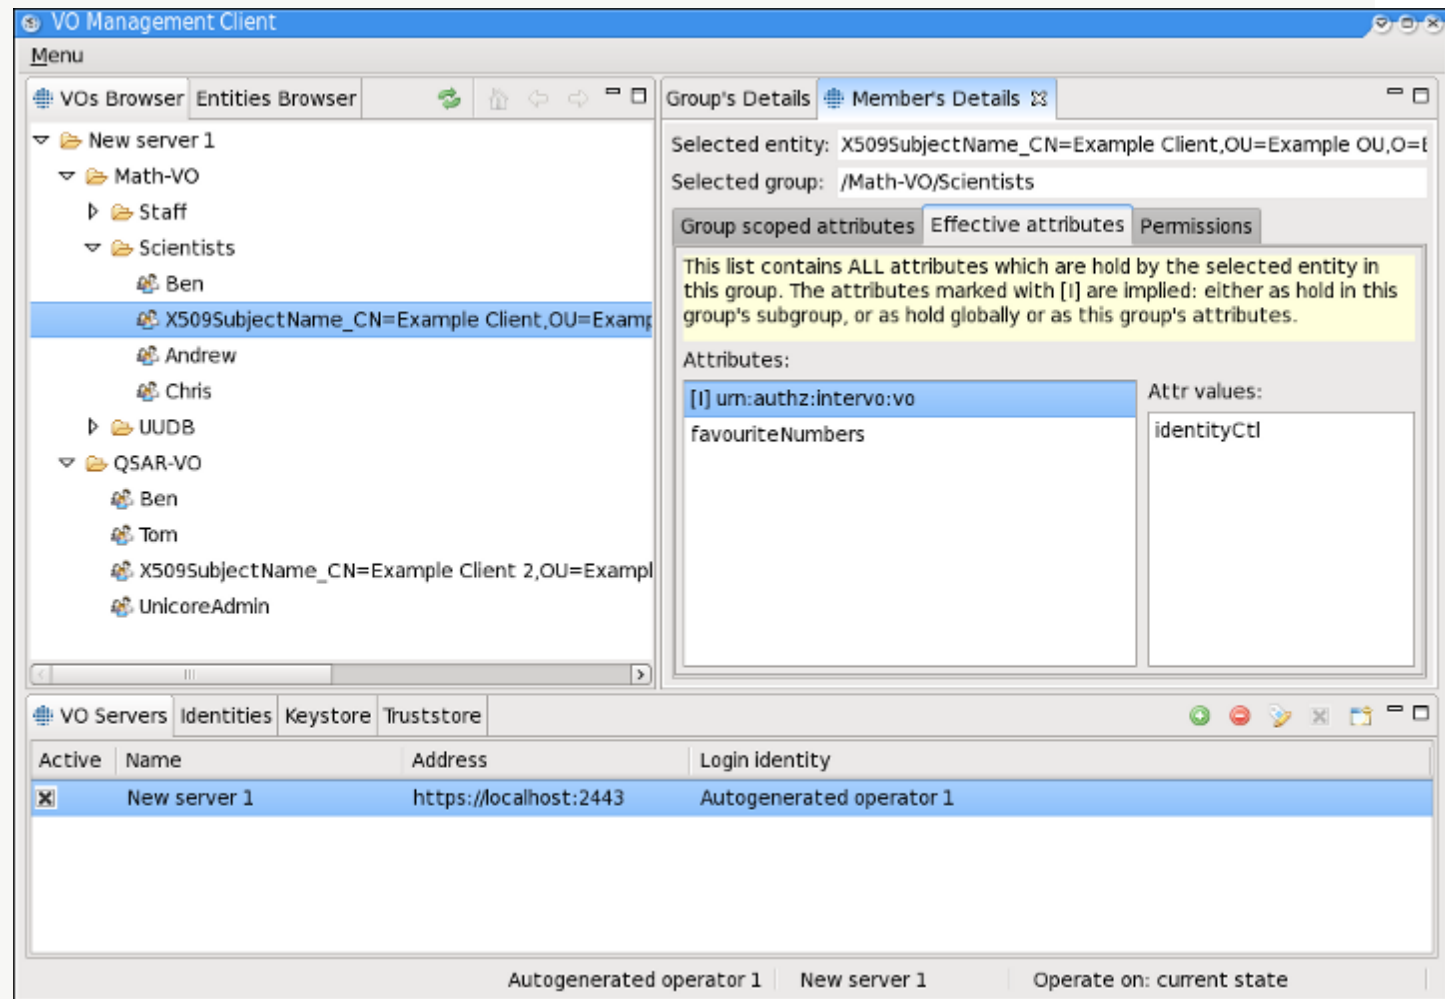 VO Management Client
Menu
VOs Browser Entities Browser
New server 1
Math-VO
Staff
Scientists
Ben
X509SubjectName_CN=Example Client,OU=Examp
Andrew
Chris
UUDB
QSAR-VO
Ben
Tom
X509SubjectName_CN=Example Client 2,OU=Exampl
UnicoreAdmin
Group's Details Member's Details
Selected entity: X509SubjectName_CN=Example Client,OU=Example OU,O=E
Selected group: /Math-VO/Scientists
Group scoped attributes Effective attributes Permissions
This list contains ALL attributes which are hold by the selected entity in
this group. The attributes marked with [I] are implied: either as hold in this
group's subgroup, or as hold globally or as this group's attributes.
Attributes:
[I] urn:authz:intervo:vo
favouriteNumbers
Attr values:
identityCtl
VO Servers Identities Keystore Truststore
Active Name Address Login identity
New server 1 https://localhost:2443 Autogenerated operator 1
Autogenerated operator 1 New server 1 Operate on: current state